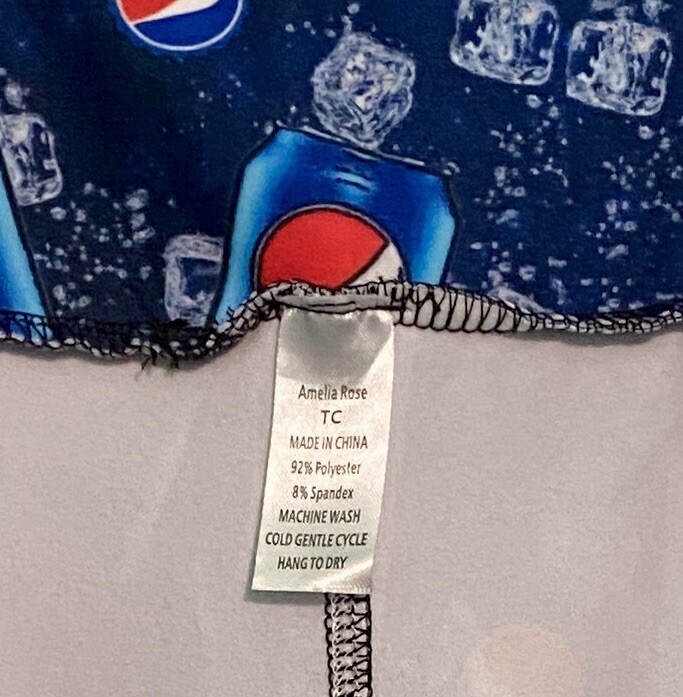 Amelia Rose
TC
MADE IN CHINA
92% Polyester
8% Spandex
MACHINE WASH
COLD GENTLE CYCLE
HANG TO DRY